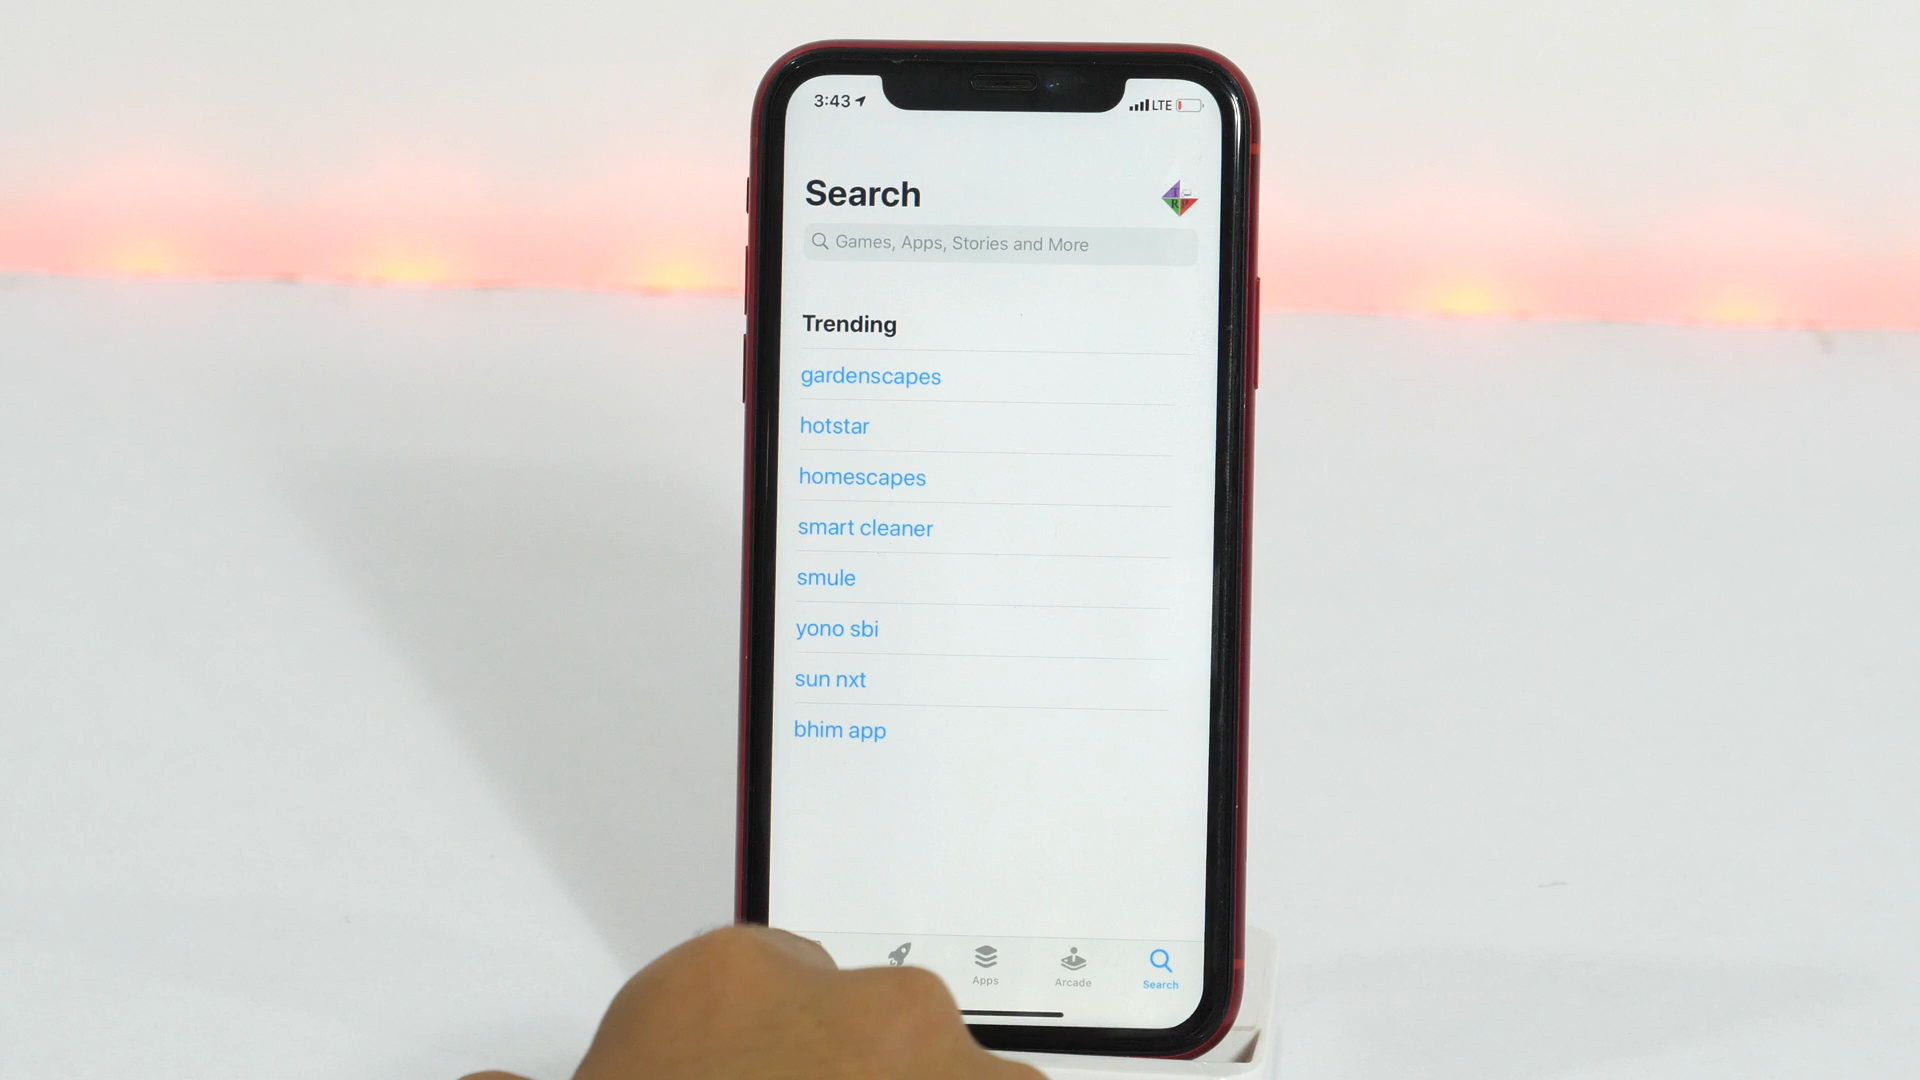 3:43 LTE
Search
Games, Apps, Stories and More
Trending
gardenscapes
hotstar
homescapes
smart cleaner
smule
yono sbi
sun nxt
bhim app
Apps Arcade Search